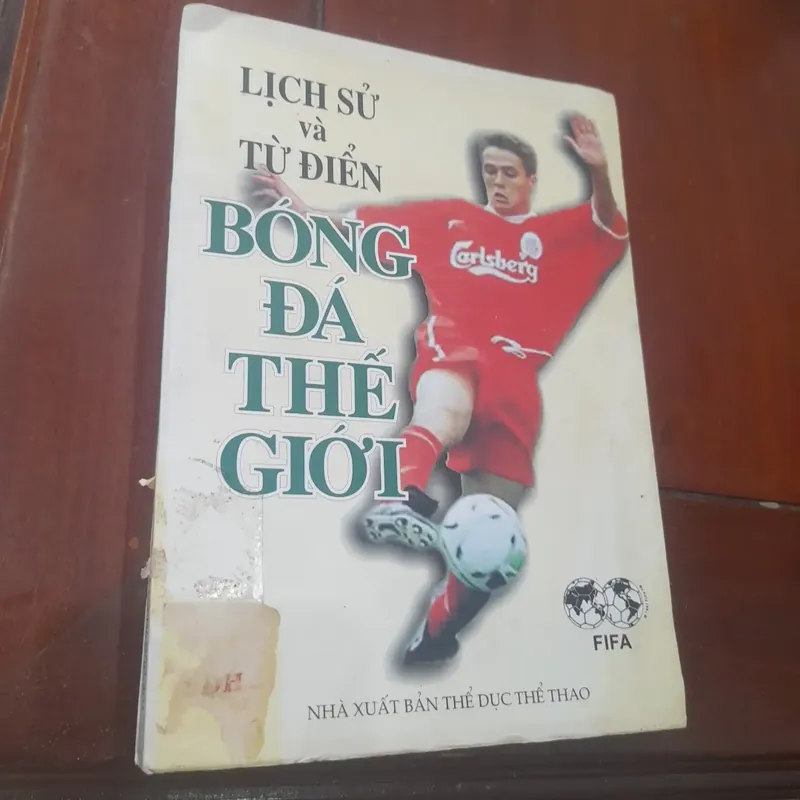 LỊCH SỬ
và
TỪ ĐIỂN
BÓNG
ĐÁ
THẾ
GIỚI
Carlsberg
FIFA
NHÀ XUẤT BẢN THỂ DỤC THỂ THAO